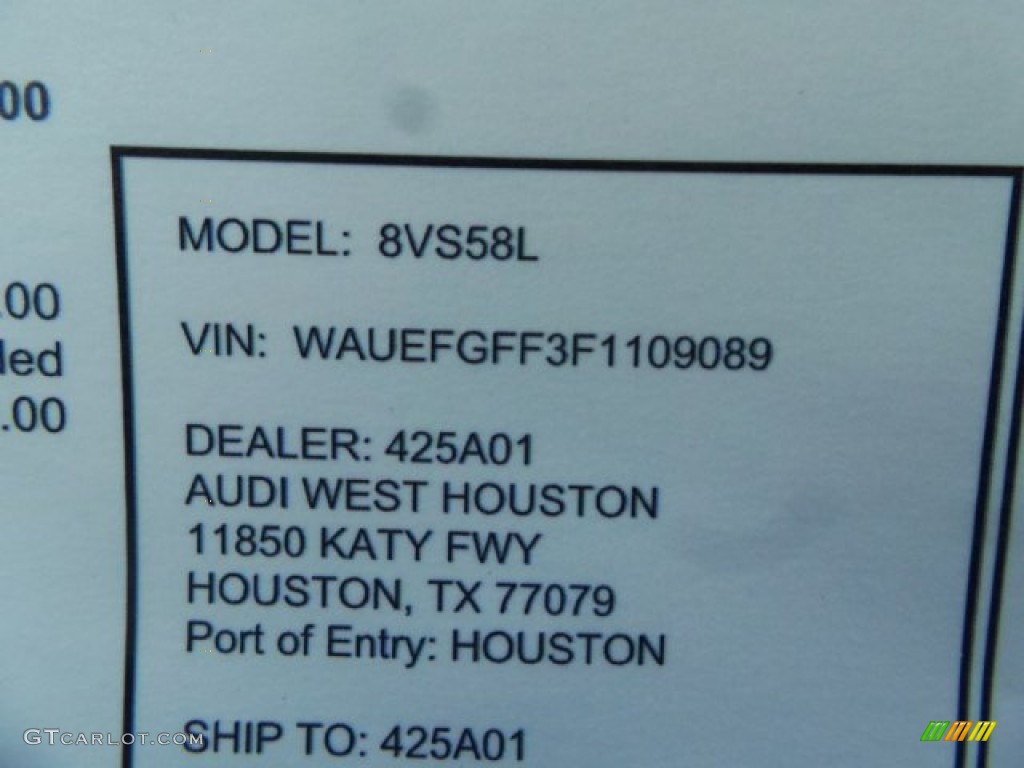 00
MODEL: 8VS58L
.00
VIN: WAUEFGFF3F1109089
ded
.00
DEALER: 425A01
AUDI WEST HOUSTON
11850 KATY FWY
HOUSTON, TX 77079
Port of Entry: HOUSTON
SHIP TO: 425A01
GTCARLOT.COM